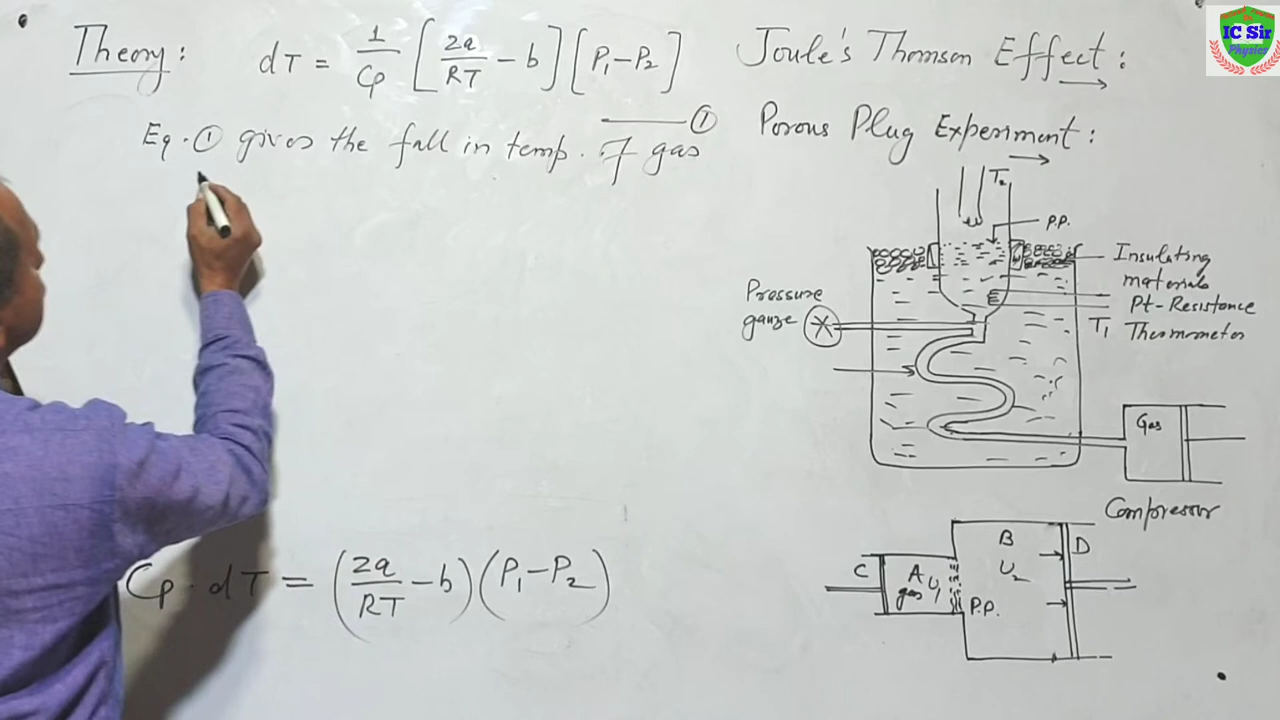 Theory: dT = 1/Cp [2a/RT - b] [P₁-P₂]
——— ①
Eq. ① gives the fall in temp. of gas
Cp · dT = (2a/RT - b) (P₁-P₂)
Joule's Thomson Effect:
Porous Plug Experiment:
T₂
P.P.
Insulating
materials
Pt-Resistance
T₁ Thermometer
Pressure
gauze
Gas
Compressor
C
A
gas U₁
P.P.
B
U₂
D
IC Sir
Physics